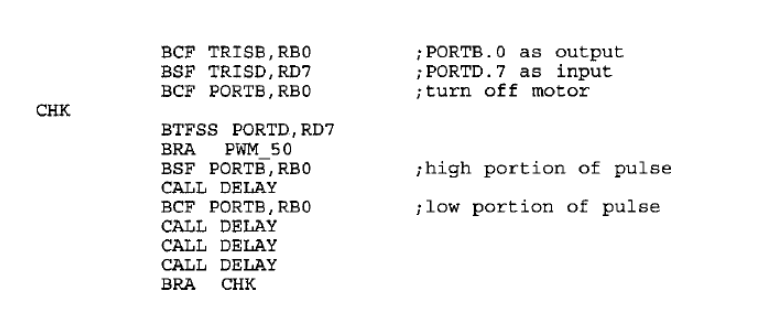 BCF TRISB,RB0 ;PORTB.0 as output
BSF TRISD,RD7 ;PORTD.7 as input
BCF PORTB,RB0 ;turn off motor
CHK
BTFSS PORTD,RD7
BRA PWM_50
BSF PORTB,RB0 ;high portion of pulse
CALL DELAY
BCF PORTB,RB0 ;low portion of pulse
CALL DELAY
CALL DELAY
CALL DELAY
BRA CHK